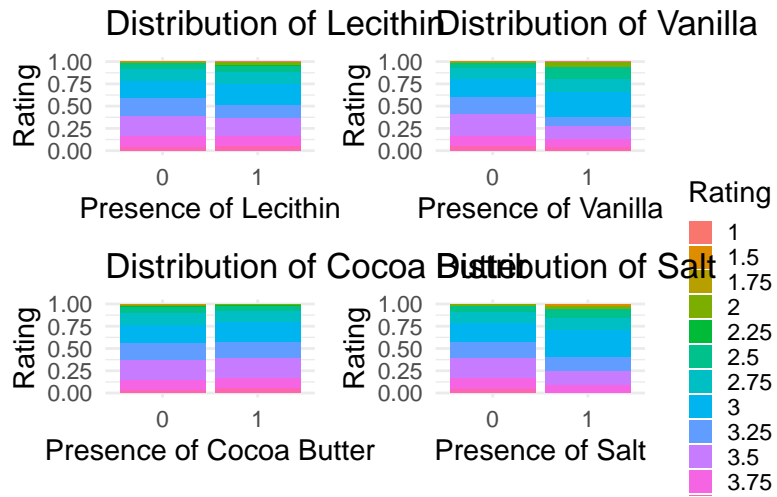 Distribution of Lecithin
Rating
1.00
0.75
0.50
0.25
0.00
0 1
Presence of Lecithin
Distribution of Vanilla
Rating
1.00
0.75
0.50
0.25
0.00
0 1
Presence of Vanilla
Distribution of Cocoa Butter
Rating
1.00
0.75
0.50
0.25
0.00
0 1
Presence of Cocoa Butter
Distribution of Salt
Rating
1.00
0.75
0.50
0.25
0.00
0 1
Presence of Salt
Rating
1
1.5
1.75
2
2.25
2.5
2.75
3
3.25
3.5
3.75